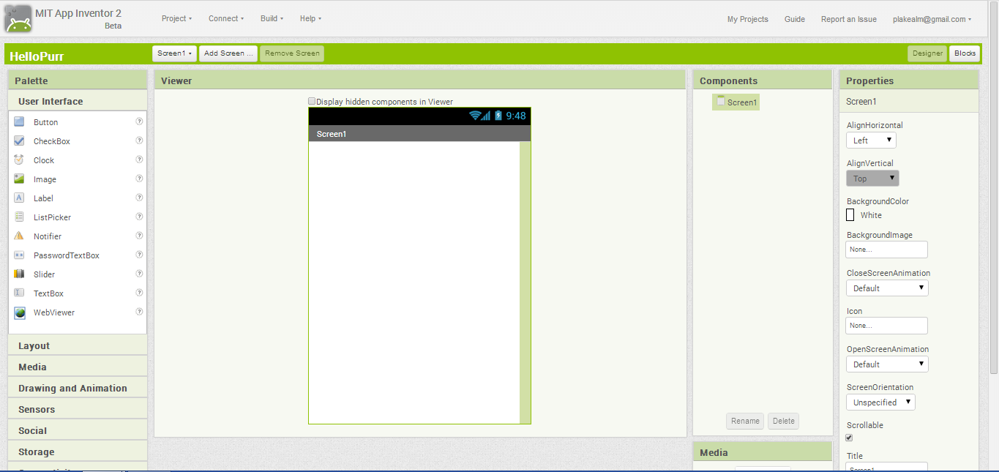 MIT App Inventor 2
Beta
Project Connect Build Help
My Projects Guide Report an Issue plakealm@gmail.com
HelloPurr
Screen1 Add Screen ... Remove Screen
Designer Blocks
Palette
User Interface
Button ?
CheckBox ?
Clock ?
Image ?
A Label ?
ListPicker ?
Notifier ?
PasswordTextBox ?
Slider ?
TextBox ?
WebViewer ?
Layout
Media
Drawing and Animation
Sensors
Social
Storage
Viewer
Display hidden components in Viewer
9:48
Screen1
Components
Screen1
Rename Delete
Media
Properties
Screen1
AlignHorizontal
Left
AlignVertical
Top
BackgroundColor
White
BackgroundImage
None...
CloseScreenAnimation
Default
Icon
None...
OpenScreenAnimation
Default
ScreenOrientation
Unspecified
Scrollable
Title
Screen1